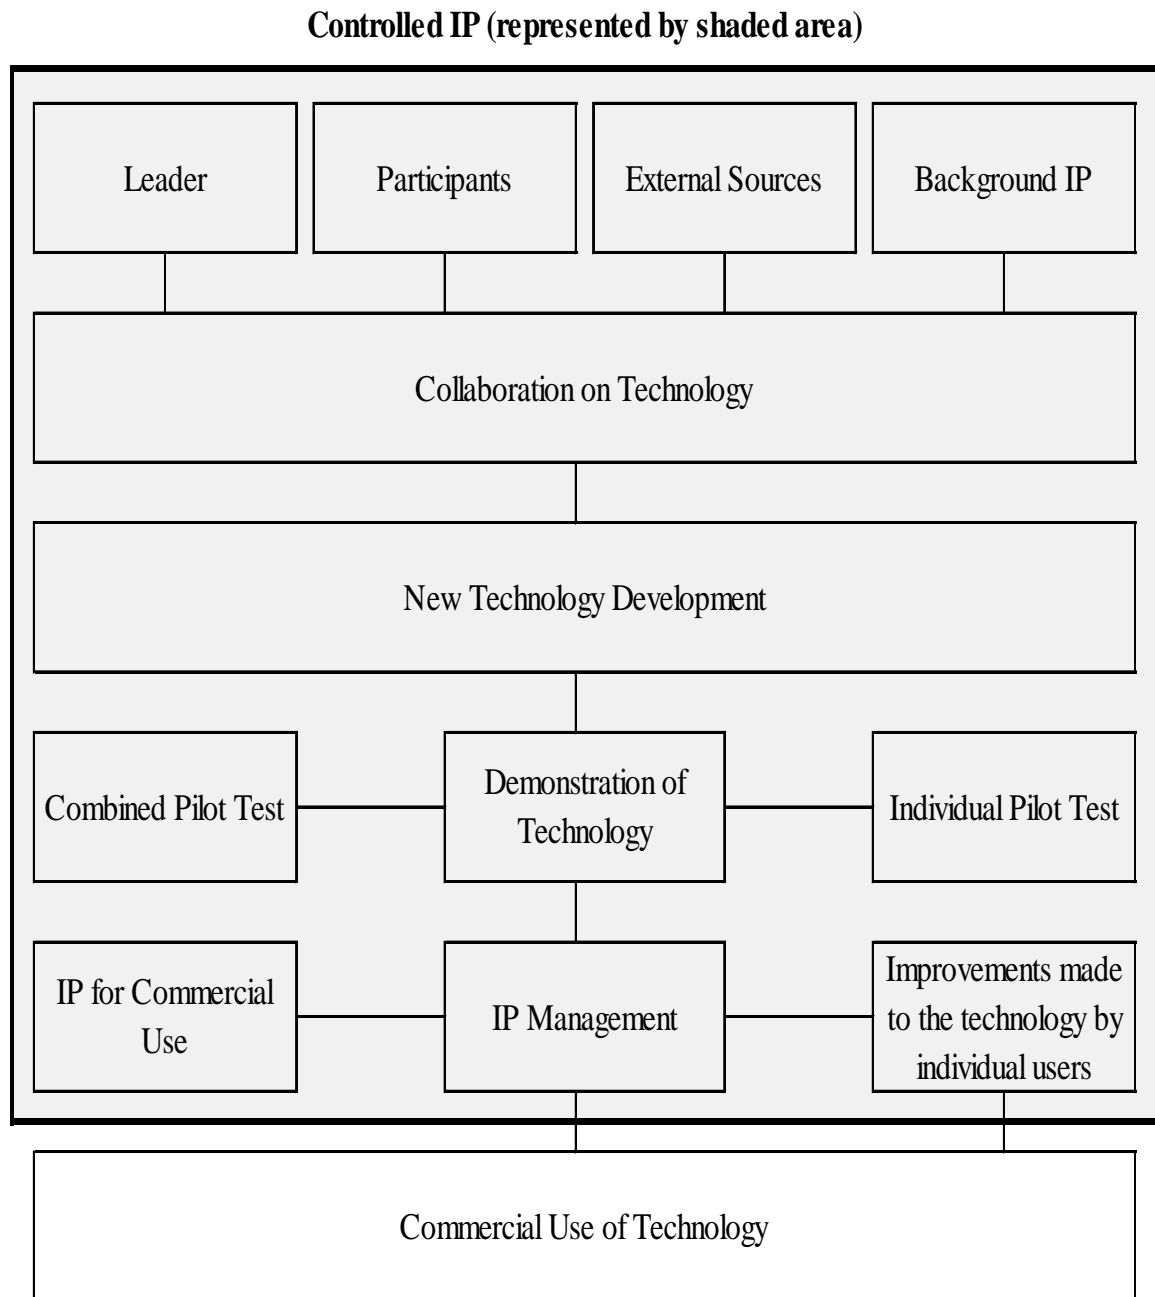 Controlled IP (represented by shaded area)
Leader
Participants
External Sources
Background IP
Collaboration on Technology
New Technology Development
Combined Pilot Test
Demonstration of
Technology
Individual Pilot Test
IP for Commercial
Use
IP Management
Improvements made
to the technology by
individual users
Commercial Use of Technology